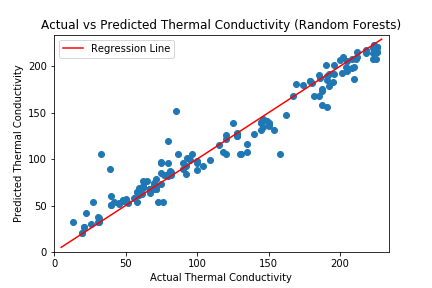 Actual vs Predicted Thermal Conductivity (Random Forests)
Regression Line
Predicted Thermal Conductivity
200
150
100
50
0
0 50 100 150 200
Actual Thermal Conductivity